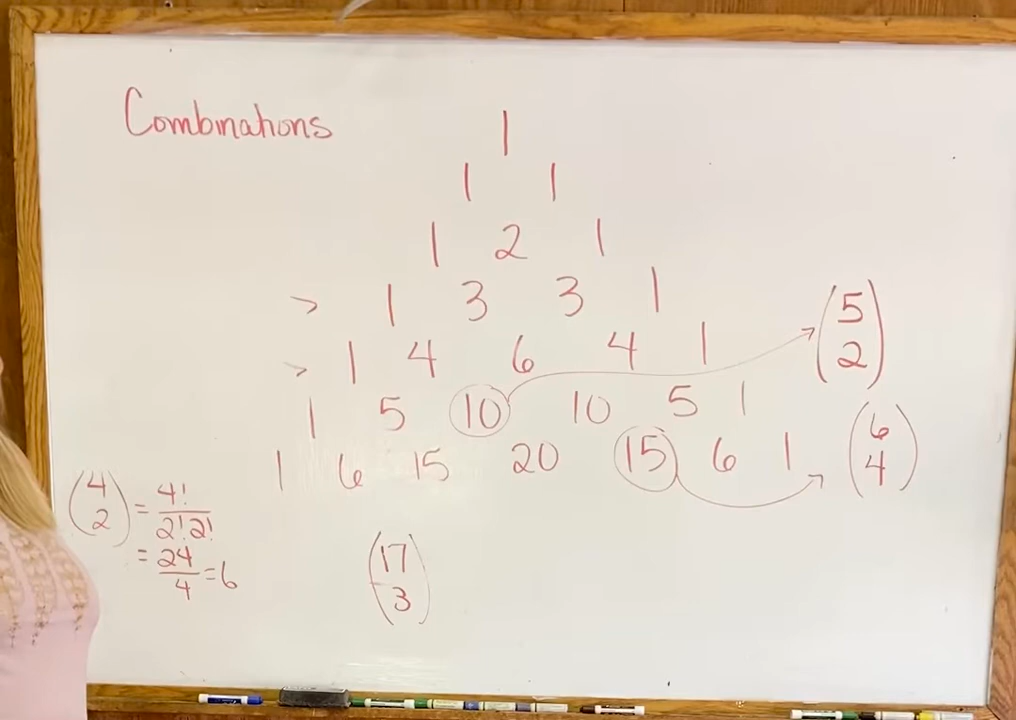 Combinations
1
1 1
1 2 1
> 1 3 3 1
> 1 4 6 4 1
1 5 10 10 5 1
1 6 15 20 15 6 1
(5
2)
(6
4)
(4
2) = 4!
2!2!
= 24
4 = 6
(17
3)